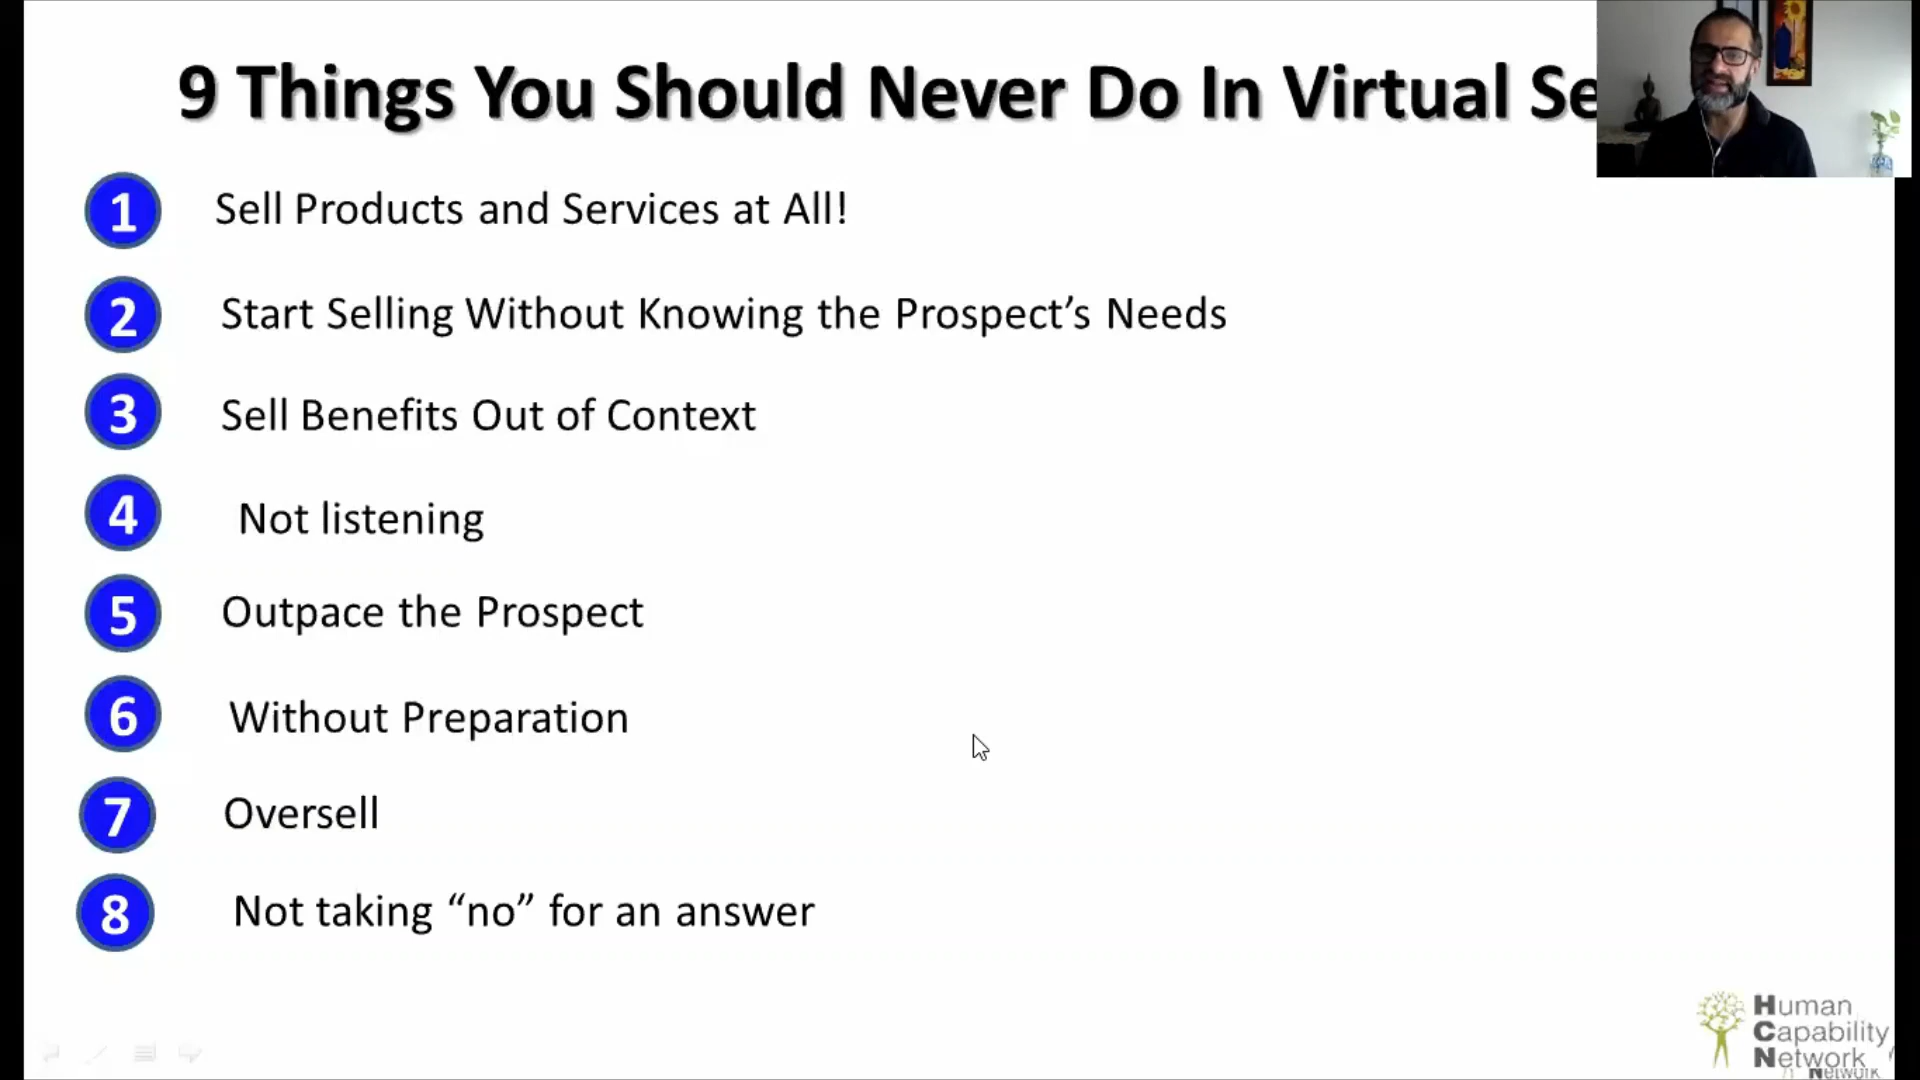 9 Things You Should Never Do In Virtual Se
1 Sell Products and Services at All!
2 Start Selling Without Knowing the Prospect’s Needs
3 Sell Benefits Out of Context
4 Not listening
5 Outpace the Prospect
6 Without Preparation
7 Oversell
8 Not taking “no” for an answer
Human
Capability
Network
Network